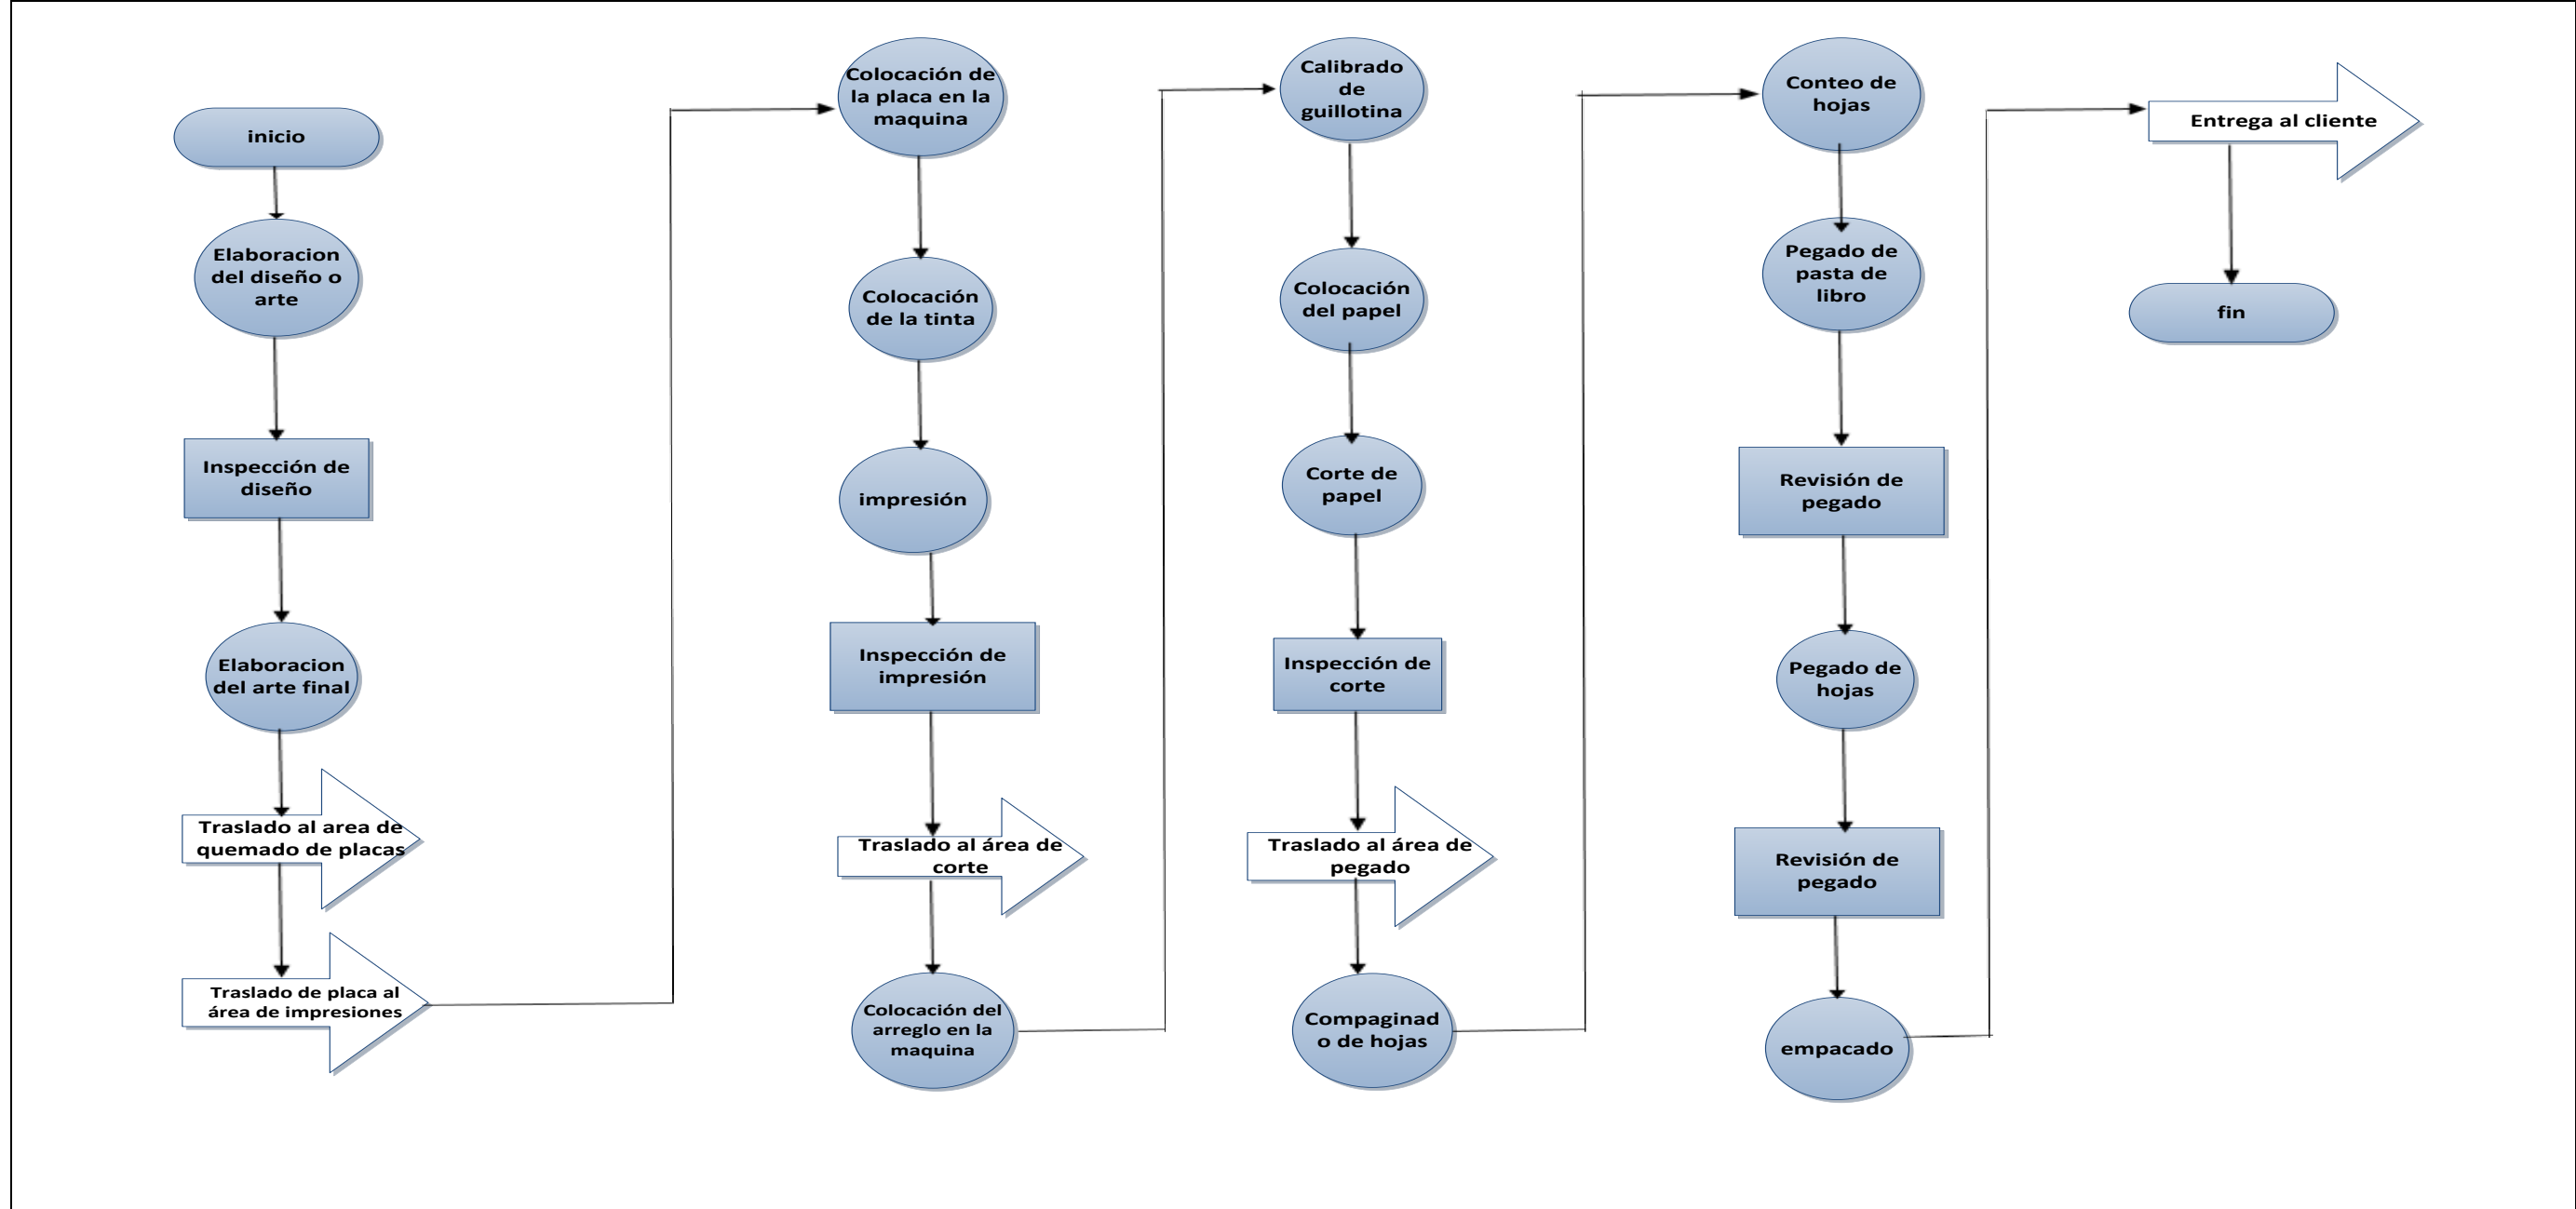 inicio
Elaboracion
del diseño o
arte
Inspección de
diseño
Elaboracion
del arte final
Traslado al area de
quemado de placas
Traslado de placa al
área de impresiones
Colocación de
la placa en la
maquina
Colocación
de la tinta
impresión
Inspección de
impresión
Traslado al área de
corte
Colocación del
arreglo en la
maquina
Calibrado
de
guillotina
Colocación
del papel
Corte de
papel
Inspección de
corte
Traslado al área de
pegado
Compaginad
o de hojas
Conteo de
hojas
Pegado de
pasta de
libro
Revisión de
pegado
Pegado de
hojas
Revisión de
pegado
empacado
Entrega al cliente
fin